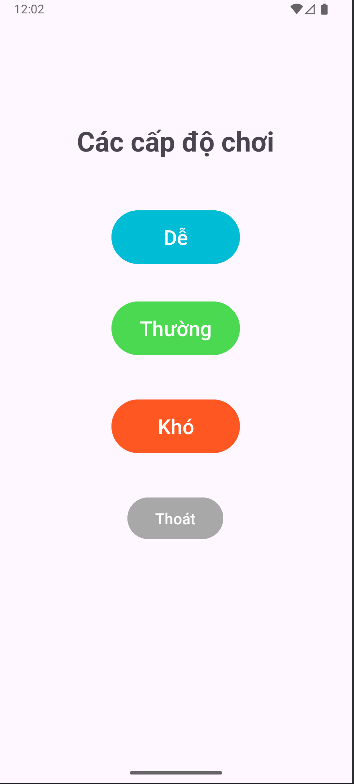 12:02
Các cấp độ chơi
Dễ
Thường
Khó
Thoát